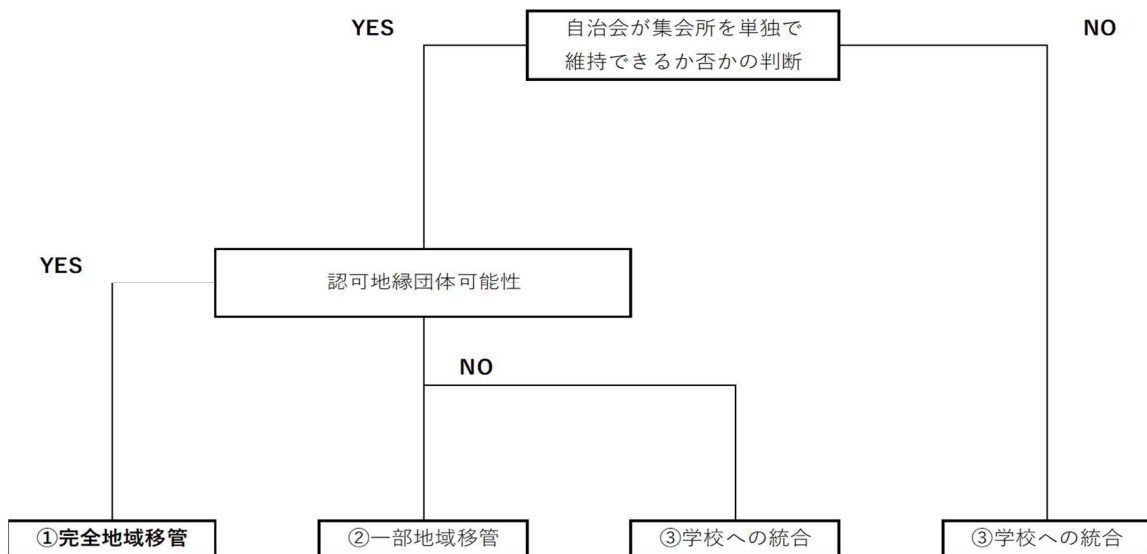 YES
自治会が集会所を単独で
維持できるか否かの判断
NO
YES
認可地縁団体可能性
NO
①完全地域移管
②一部地域移管
③学校への統合
③学校への統合